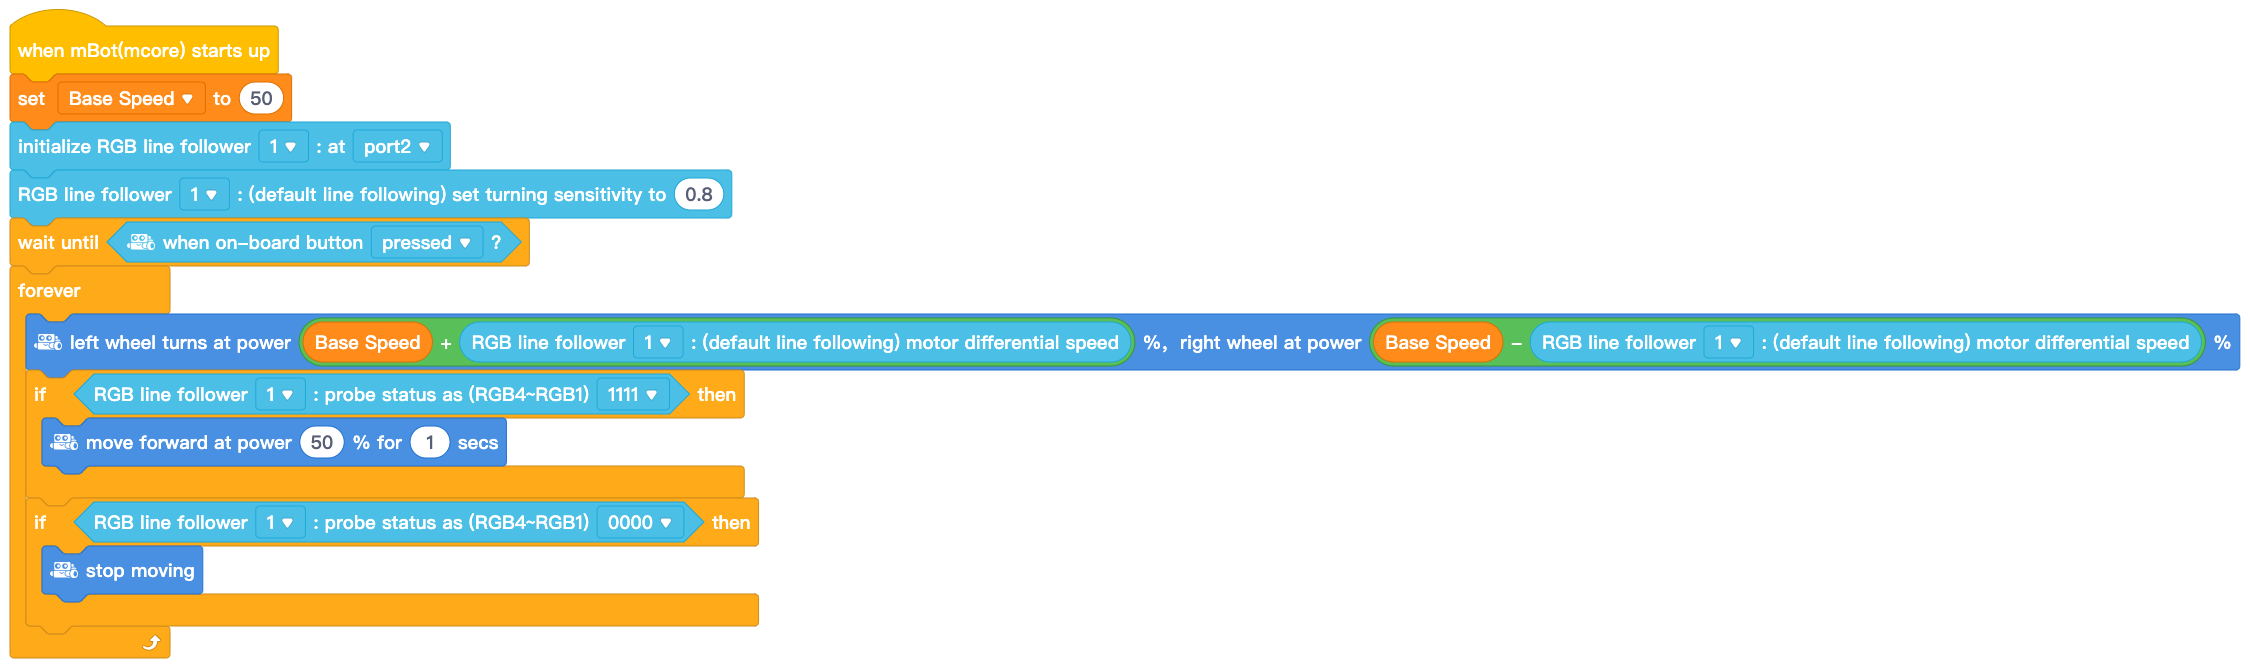 when mBot(mcore) starts up
set Base Speed to 50
initialize RGB line follower 1 : at port2
RGB line follower 1 : (default line following) set turning sensitivity to 0.8
wait until when on-board button pressed ?
forever
left wheel turns at power Base Speed + RGB line follower 1 : (default line following) motor differential speed %, right wheel at power Base Speed - RGB line follower 1 : (default line following) motor differential speed %
if RGB line follower 1 : probe status as (RGB4~RGB1) 1111 then
move forward at power 50 % for 1 secs
if RGB line follower 1 : probe status as (RGB4~RGB1) 0000 then
stop moving